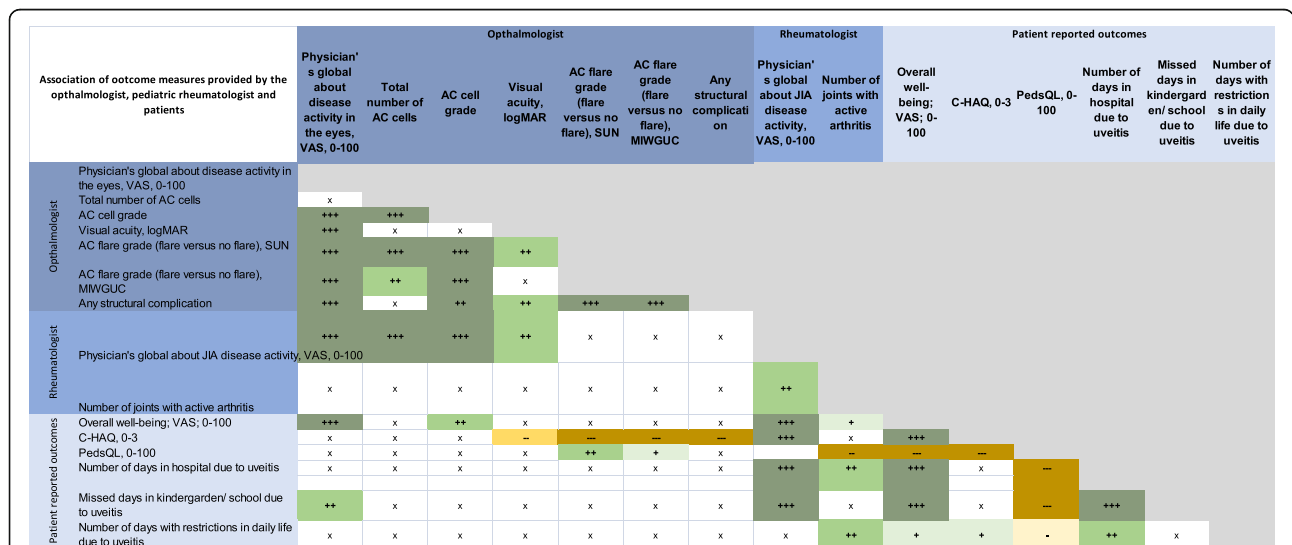 Opthalmologist Rheumatologist Patient reported outcomes
Association of ootcome measures provided by the opthalmologist, pediatric rheumatologist and patients
Physician's global about disease activity in the eyes, VAS, 0-100
Total number of AC cells
AC cell grade
Visual acuity, logMAR
AC flare grade (flare versus no flare), SUN
AC flare grade (flare versus no flare), MIWGUC
Any structural complicati on
Physician's global about JIA disease activity, VAS, 0-100
Number of joints with active arthritis
Overall well-being; VAS; 0-100
C-HAQ, 0-3
PedsQL, 0-100
Number of days in hospital due to uveitis
Missed days in kindergarden/ school due to uveitis
Number of days with restriction s in daily life due to uveitis
Opthalmologist
Physician's global about disease activity in
the eyes, VAS, 0-100
Total number of AC cells x
AC cell grade +++ +++
Visual acuity, logMAR +++ x x
AC flare grade (flare versus no flare), SUN +++ +++ +++ ++
AC flare grade (flare versus no flare),
MIWGUC +++ ++ +++ x
Any structural complication +++ x ++ ++ +++ +++
Rheumatologist
Physician's global about JIA disease activity, VAS, 0-100 +++ +++ +++ ++ x x x
Number of joints with active arthritis x x x x x x x ++
Patient reported outcomes
Overall well-being; VAS; 0-100 +++ x ++ x x x x +++ +
C-HAQ, 0-3 x x x -- --- --- --- +++ x +++
PedsQL, 0-100 x x x x ++ + x -- --- ---
Number of days in hospital due to uveitis x x x x x x x +++ ++ +++ x ---
Missed days in kindergarden/ school due
to uveitis ++ x x x x x x +++ x +++ x --- +++
Number of days with restrictions in daily life
due to uveitis x x x x x x x x ++ + + - ++ x